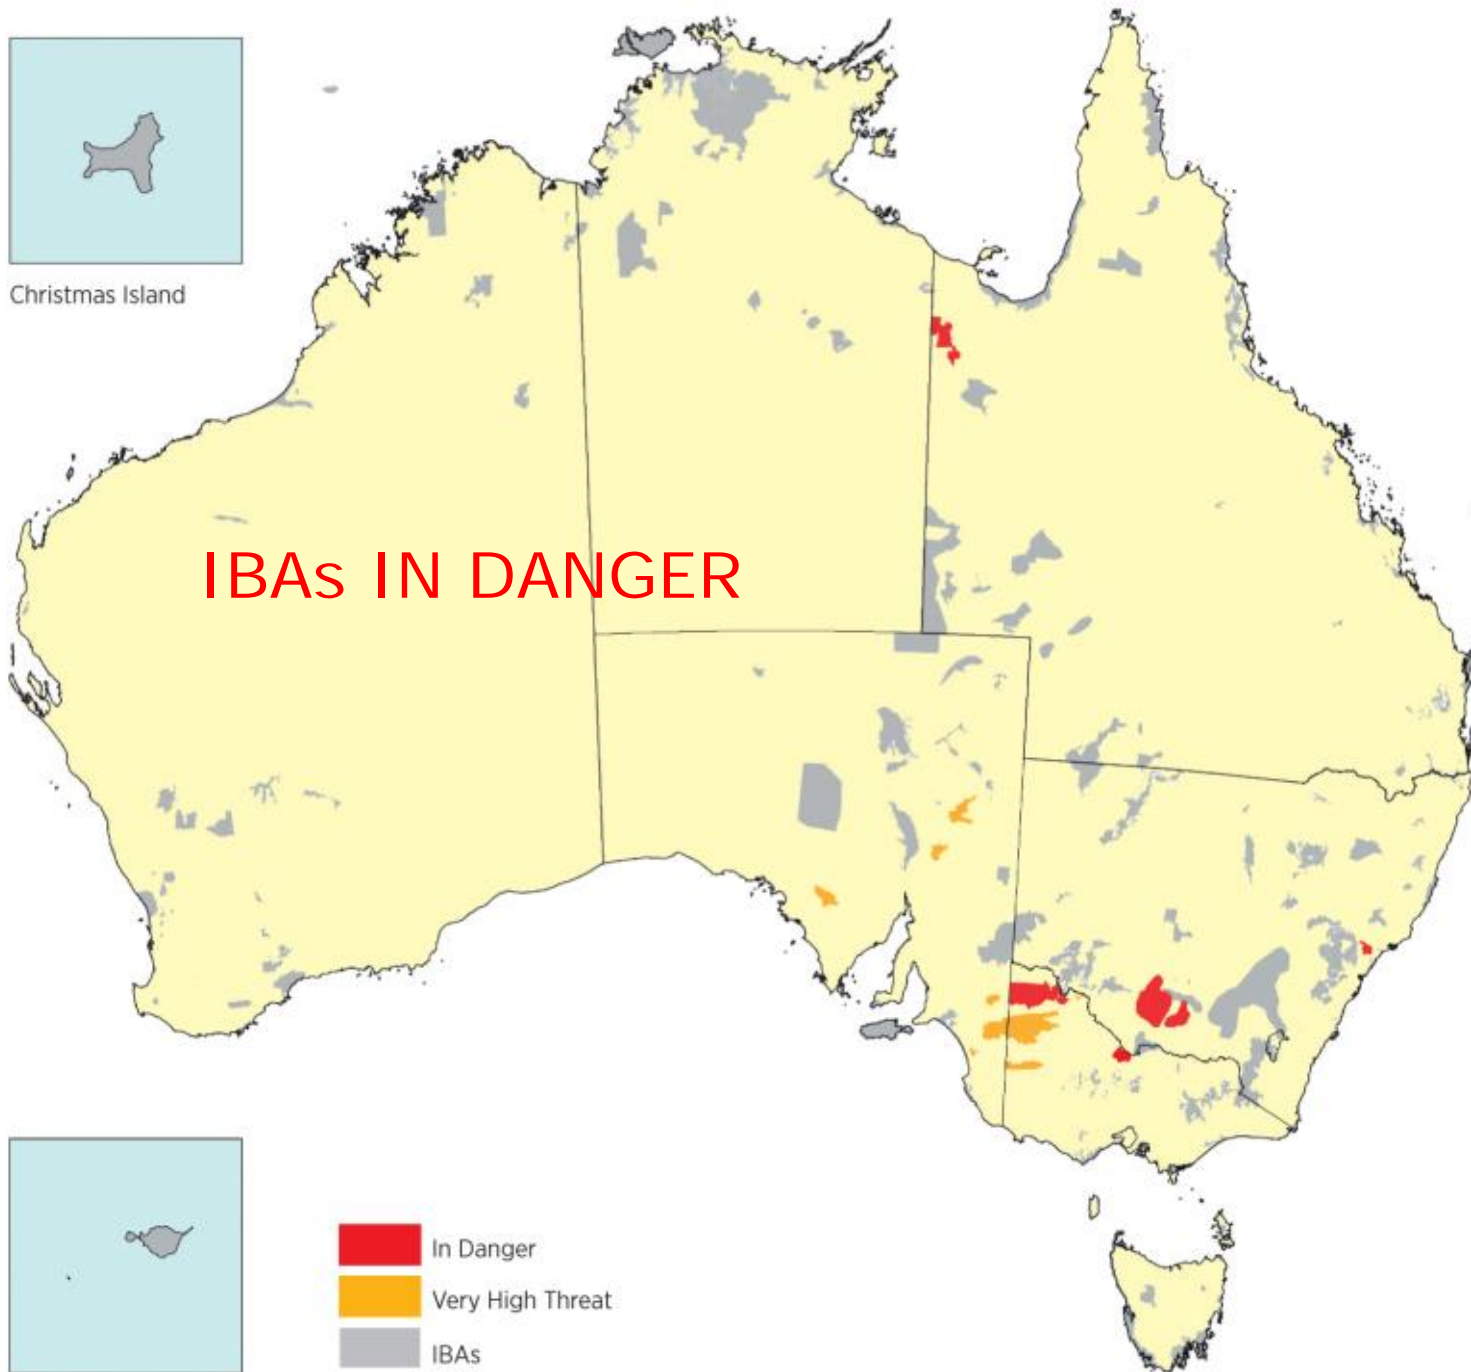 Christmas Island
IBAs IN DANGER
In Danger
Very High Threat
IBAs